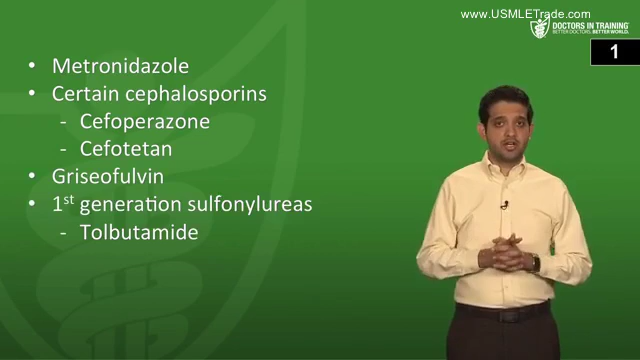 www.USMLETrade.com
DOCTORS IN TRAINING
BETTER DOCTORS. BETTER WORLD.
1
• Metronidazole
• Certain cephalosporins
- Cefoperazone
- Cefotetan
• Griseofulvin
• 1st generation sulfonylureas
- Tolbutamide